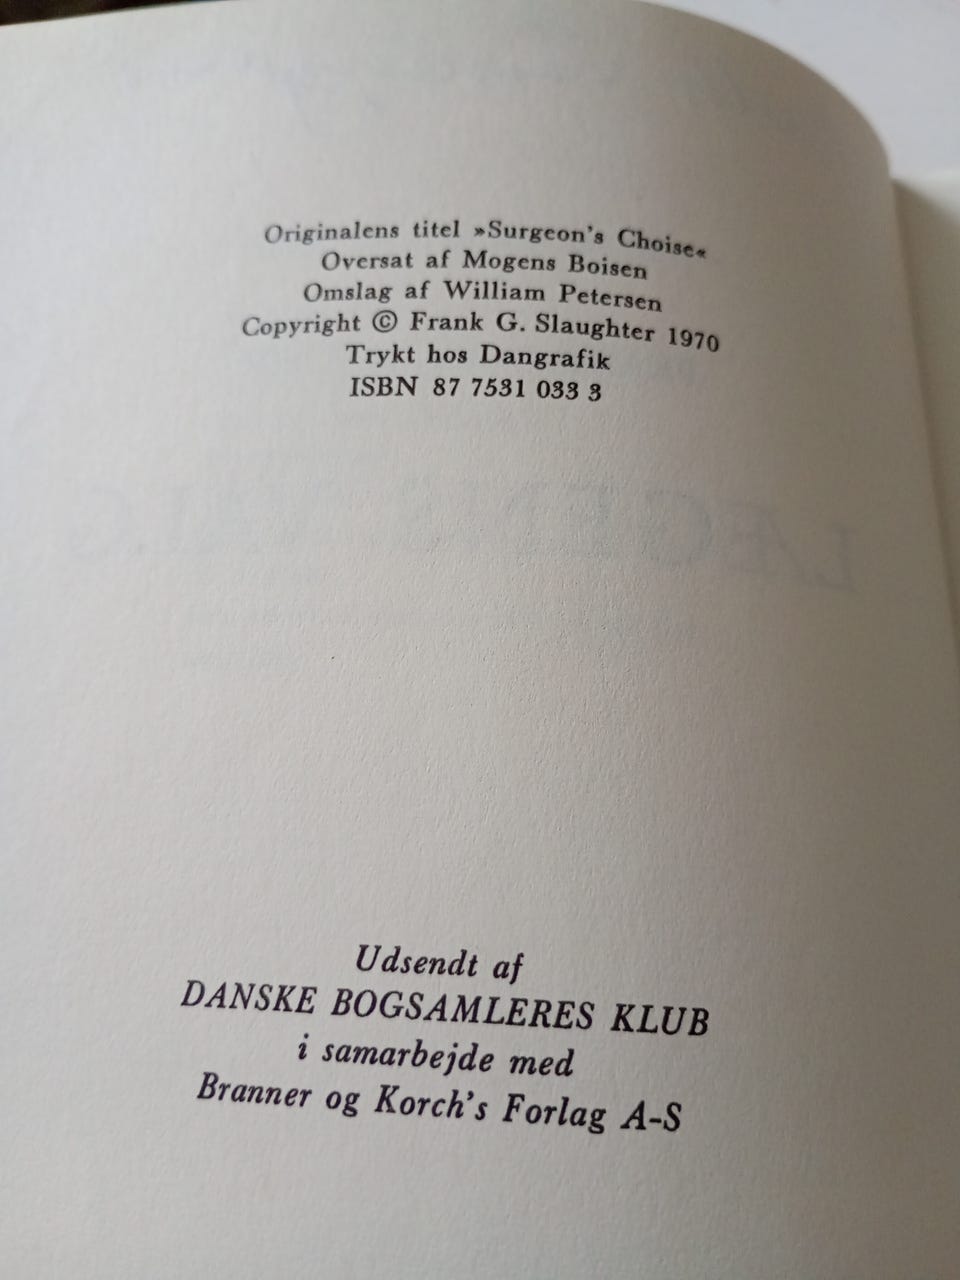 Originalens titel »Surgeon's Choise«
Oversat af Mogens Boisen
Omslag af William Petersen
Copyright © Frank G. Slaughter 1970
Trykt hos Dangrafik
ISBN 87 7531 033 3
Udsendt af
DANSKE BOGSAMLERES KLUB
i samarbejde med
Branner og Korch's Forlag A-S